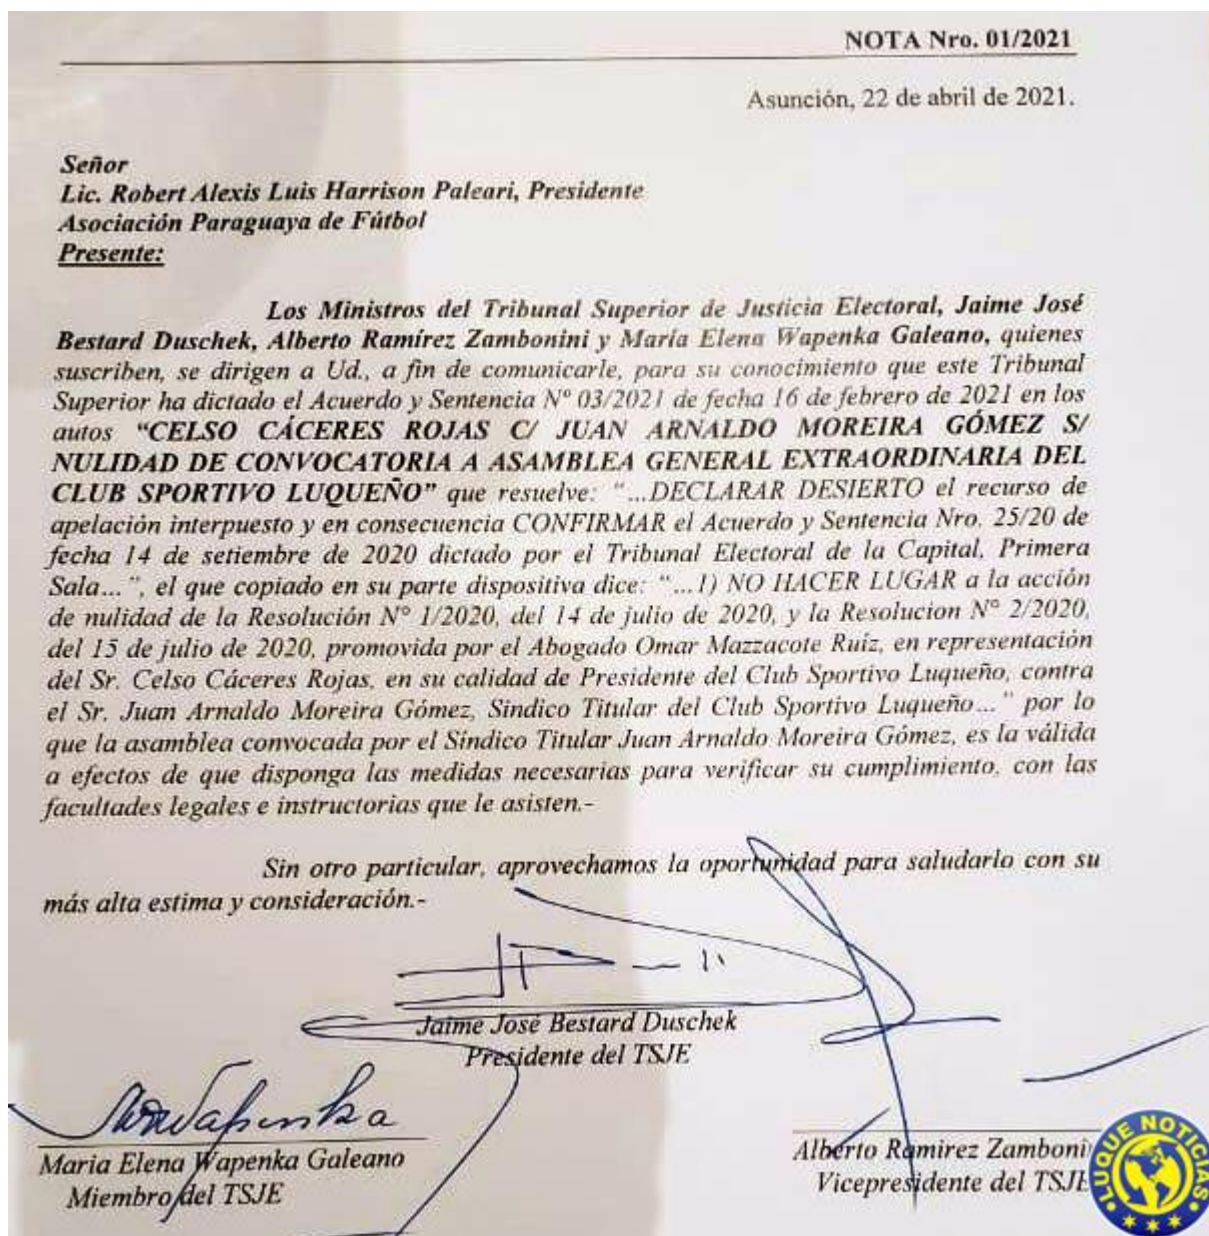 NOTA Nro. 01/2021
Asunción, 22 de abril de 2021.
Señor
Lic. Robert Alexis Luis Harrison Paleari, Presidente
Asociación Paraguaya de Fútbol
Presente:
Los Ministros del Tribunal Superior de Justicia Electoral, Jaime José
Bestard Duschek, Alberto Ramírez Zambonini y María Elena Wapenka Galeano, quienes
suscriben, se dirigen a Ud., a fin de comunicarle, para su conocimiento que este Tribunal
Superior ha dictado el Acuerdo y Sentencia N° 03/2021 de fecha 16 de febrero de 2021 en los
autos "CELSO CÁCERES ROJAS C/ JUAN ARNALDO MOREIRA GÓMEZ S/
NULIDAD DE CONVOCATORIA A ASAMBLEA GENERAL EXTRAORDINARIA DEL
CLUB SPORTIVO LUQUEÑO" que resuelve: "...DECLARAR DESIERTO el recurso de
apelación interpuesto y en consecuencia CONFIRMAR el Acuerdo y Sentencia Nro. 25/20 de
fecha 14 de setiembre de 2020 dictado por el Tribunal Electoral de la Capital, Primera
Sala...", el que copiado en su parte dispositiva dice: "...1) NO HACER LUGAR a la acción
de nulidad de la Resolución N° 1/2020, del 14 de julio de 2020, y la Resolucion N° 2/2020,
del 15 de julio de 2020, promovida por el Abogado Omar Mazzacote Ruíz, en representación
del Sr. Celso Cáceres Rojas, en su calidad de Presidente del Club Sportivo Luqueño, contra
el Sr. Juan Arnaldo Moreira Gómez, Síndico Titular del Club Sportivo Luqueño..." por lo
que la asamblea convocada por el Síndico Titular Juan Arnaldo Moreira Gómez, es la válida
a efectos de que disponga las medidas necesarias para verificar su cumplimiento, con las
facultades legales e instructorias que le asisten.-
Sin otro particular, aprovechamos la oportunidad para saludarlo con su
más alta estima y consideración.-
Jaime José Bestard Duschek
Presidente del TSJE
Wapenka
Maria Elena Wapenka Galeano
Miembro del TSJE
Alberto Ramirez Zamboni
Vicepresidente del TSJE
LUQUE NOTICIAS